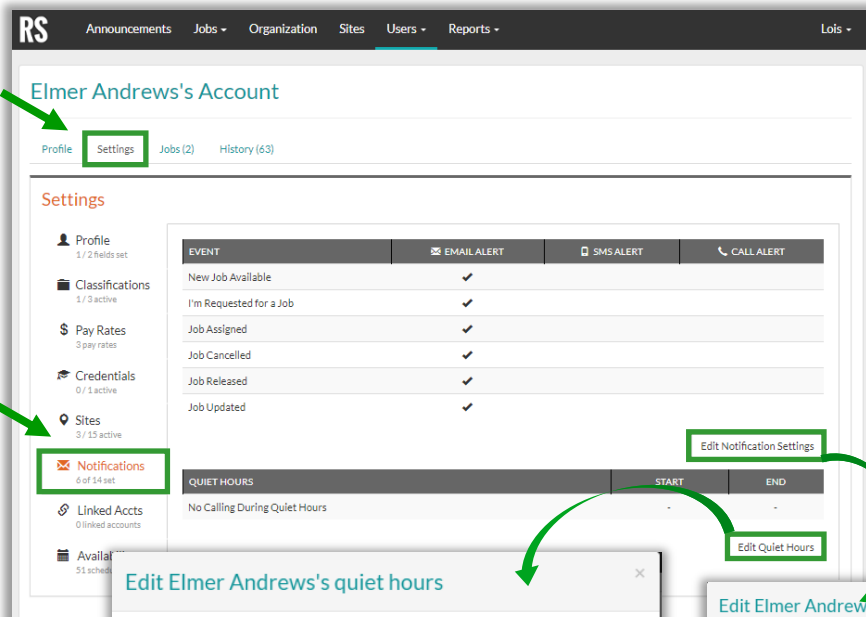 RS Announcements Jobs Organization Sites Users Reports Lois
Elmer Andrews's Account
Profile Settings Jobs (2) History (63)
Settings
Profile
1 / 2 fields set
Classifications
1 / 3 active
Pay Rates
3 pay rates
Credentials
0 / 1 active
Sites
3 / 15 active
Notifications
6 of 14 set
Linked Accts
0 linked accounts
EVENT EMAIL ALERT SMS ALERT CALL ALERT
New Job Available
I'm Requested for a Job
Job Assigned
Job Cancelled
Job Released
Job Updated
Edit Notification Settings
QUIET HOURS START END
No Calling During Quiet Hours - -
Edit Quiet Hours
Edit Elmer Andrews's quiet hours ×
Edit Elmer Andrew